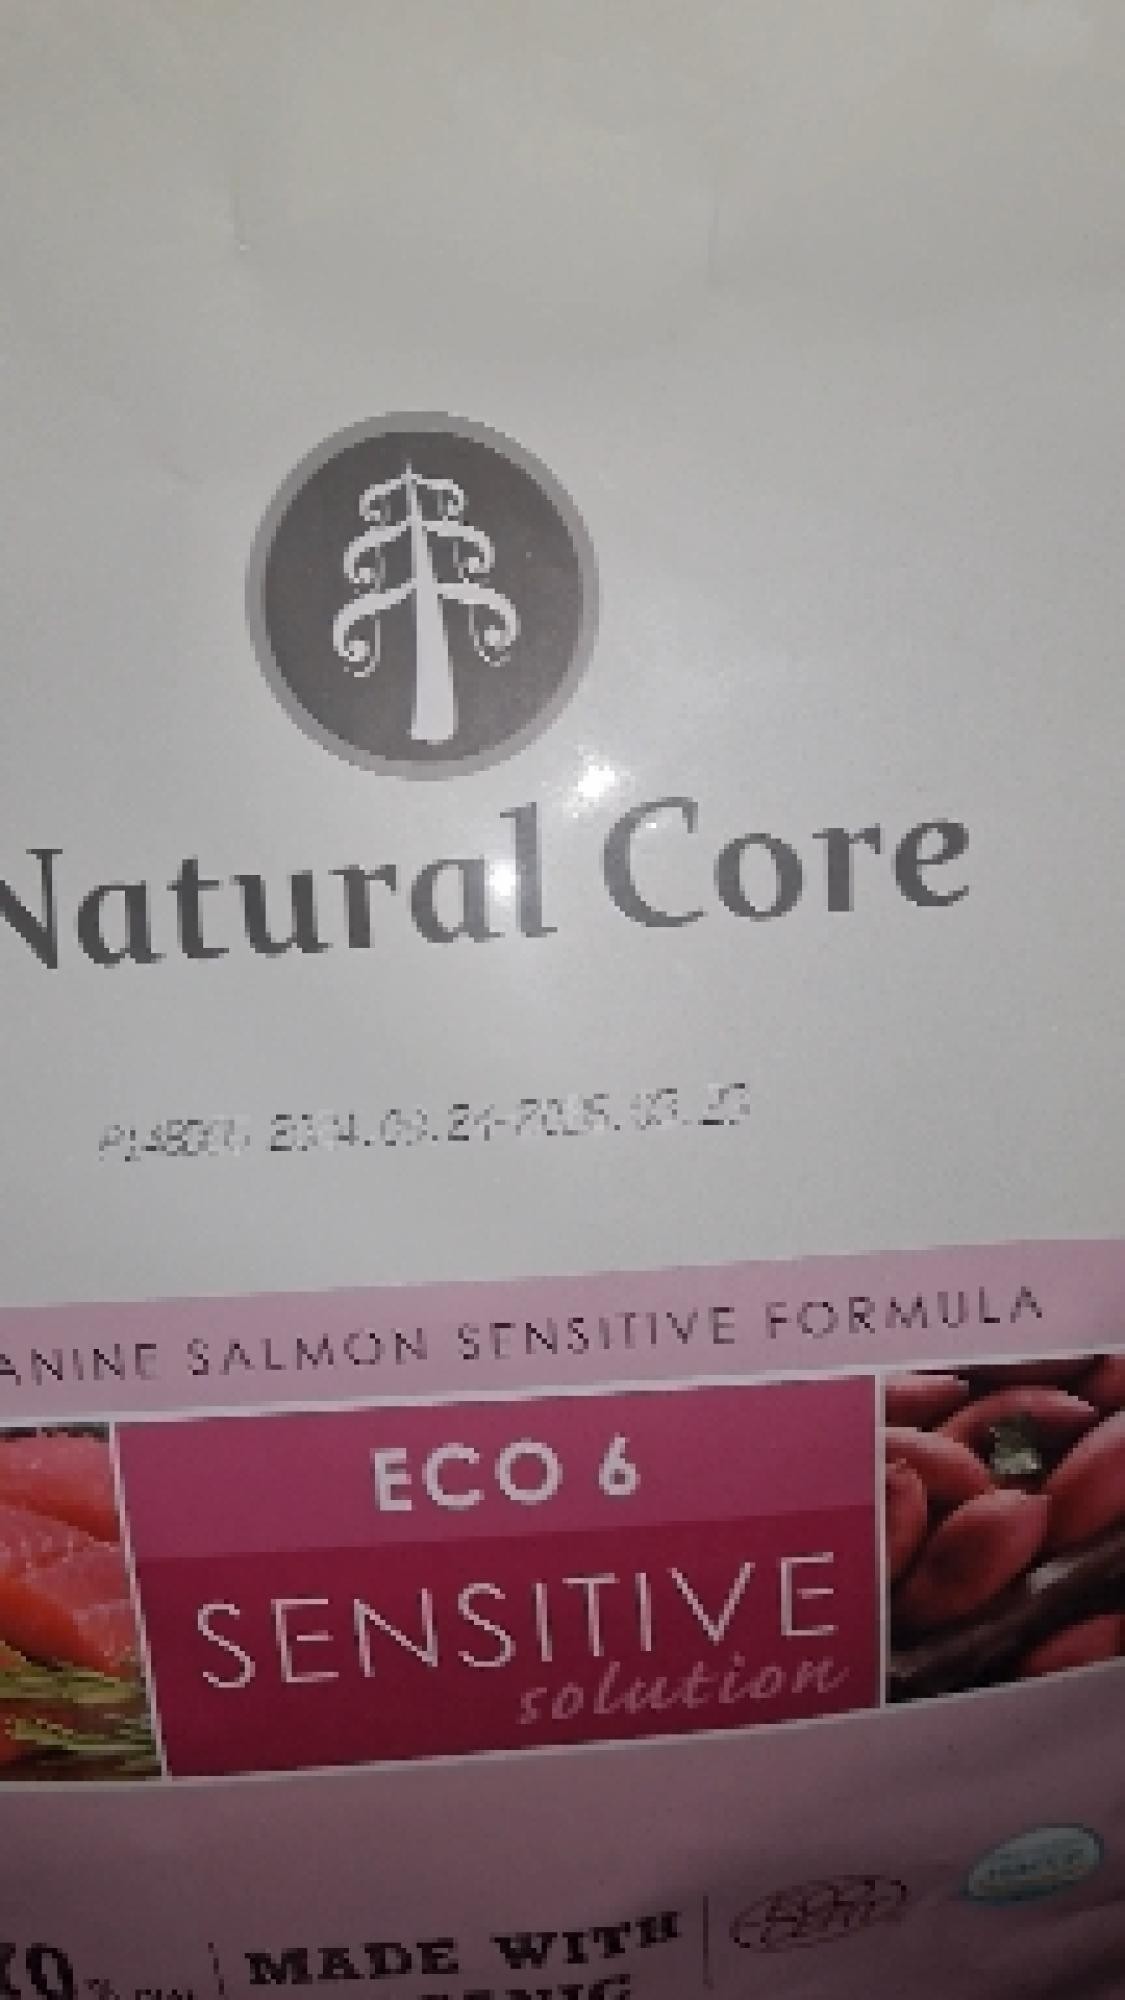 Natural Core
ANINE SALMON SENSITIVE FORMULA
ECO 6
SENSITIVE
solution
MADE WITH